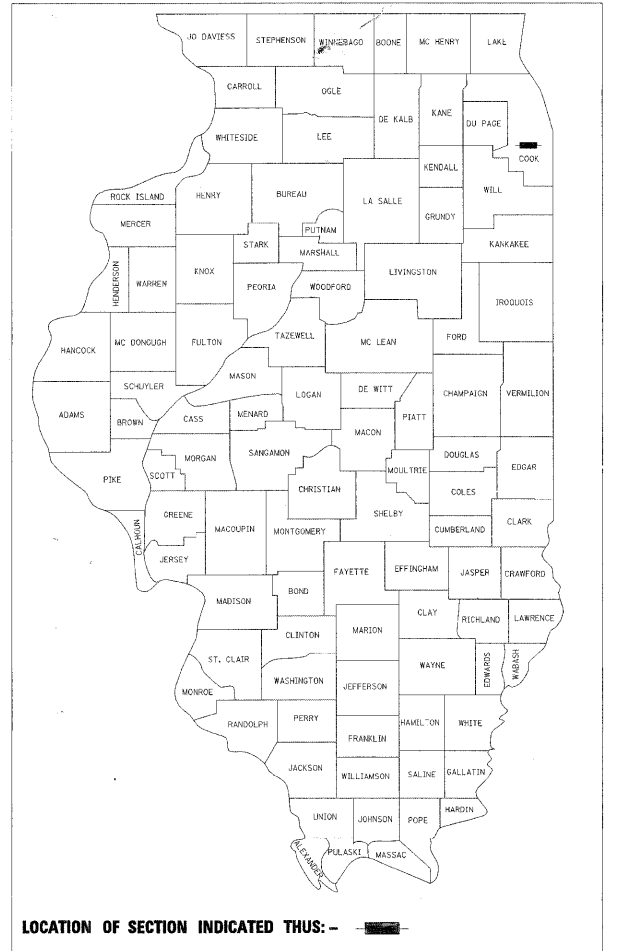 JO DAVIESS STEPHENSON WINNEBAGO BOONE MC HENRY LAKE
CARROLL OGLE
DE KALB KANE DU PAGE
WHITESIDE LEE
COOK
KENDALL
WILL
ROCK ISLAND HENRY BUREAU LA SALLE
GRUNDY
MERCER
PUTNAM
STARK MARSHALL KANKAKEE
LIVINGSTON
HENDERSON WARREN KNOX PEORIA WOODFORD IROQUOIS
TAZEWELL
HANCOCK MC DONOUGH FULTON MC LEAN FORD
MASON
SCHUYLER LOGAN DE WITT CHAMPAIGN VERMILION
ADAMS BROWN CASS MENARD PIATT
MACON
MORGAN SANGAMON DOUGLAS EDGAR
PIKE SCOTT MOULTRIE
CHRISTIAN COLES
GREENE MACOUPIN SHELBY
CALHOUN MONTGOMERY CUMBERLAND CLARK
JERSEY
FAYETTE EFFINGHAM JASPER CRAWFORD
MADISON BOND
CLAY RICHLAND LAWRENCE
CLINTON MARION
ST. CLAIR WAYNE EDWARDS WABASH
WASHINGTON JEFFERSON
MONROE
RANDOLPH PERRY HAMILTON WHITE
FRANKLIN
JACKSON WILLIAMSON SALINE GALLATIN
HARDIN
UNION JOHNSON POPE
ALEXANDER PULASKI MASSAC
LOCATION OF SECTION INDICATED THUS: -